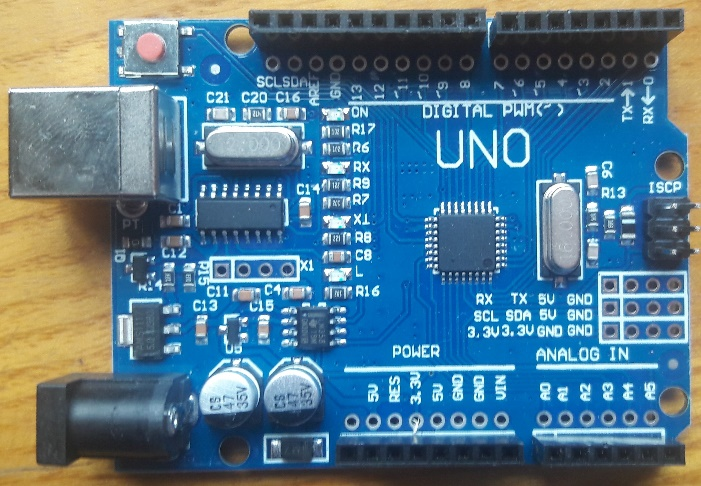 SCL SDA AREF GND 13 12 ~11 ~10 ~9 8 7 ~6 ~5 4 ~3 2 TX→1 RX←0
C21 C20 C16
ON
DIGITAL PWM(~)
R17
R6
UNO
RX
R9
C14
R7
TX
R8
C8
L
R16
C9
R13
ISCP
C12
X1
C11
C4
C13
C15
RX TX 5V GND
SCL SDA 5V GND
3.3V 3.3V GND GND
POWER
ANALOG IN
5V RES 3.3V 5V GND GND VIN
A0 A1 A2 A3 A4 A5
CS 47 35V
CS 47 35V